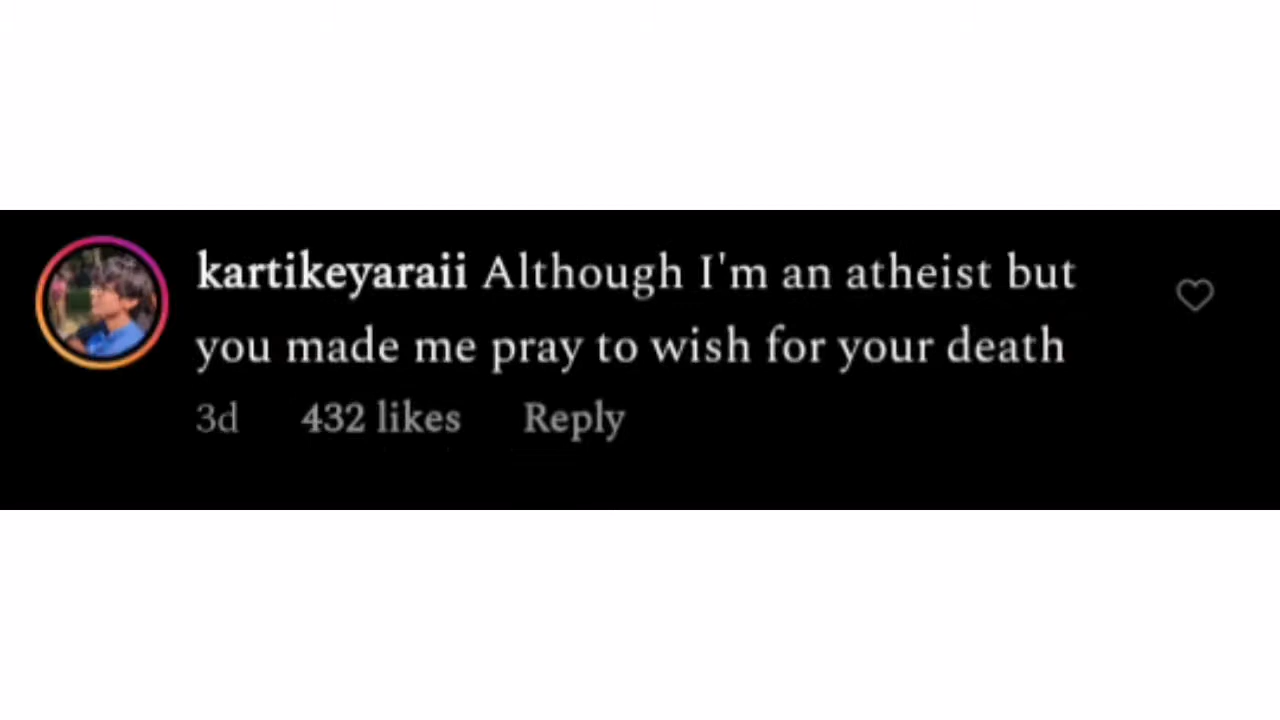 kartikeyaraii Although I'm an atheist but
you made me pray to wish for your death
3d 432 likes Reply